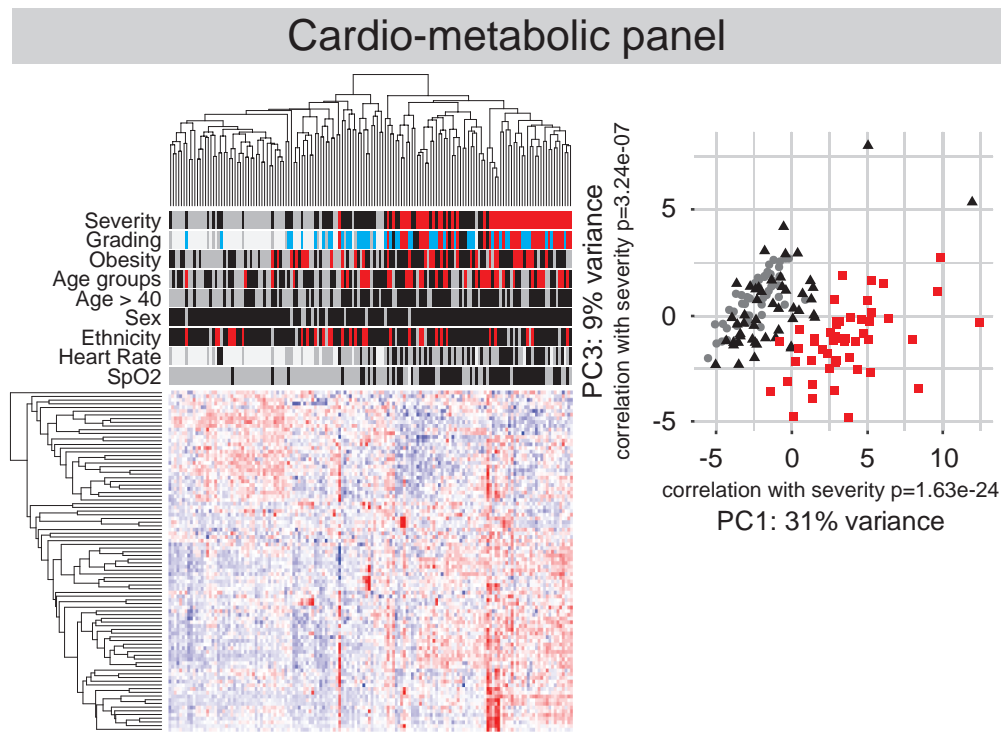 Cardio-metabolic panel
Severity
Grading
Obesity
Age groups
Age > 40
Sex
Ethnicity
Heart Rate
SpO2
PC3: 9% variance
correlation with severity p=3.24e-07
5
0
-5
-5 0 5 10
correlation with severity p=1.63e-24
PC1: 31% variance